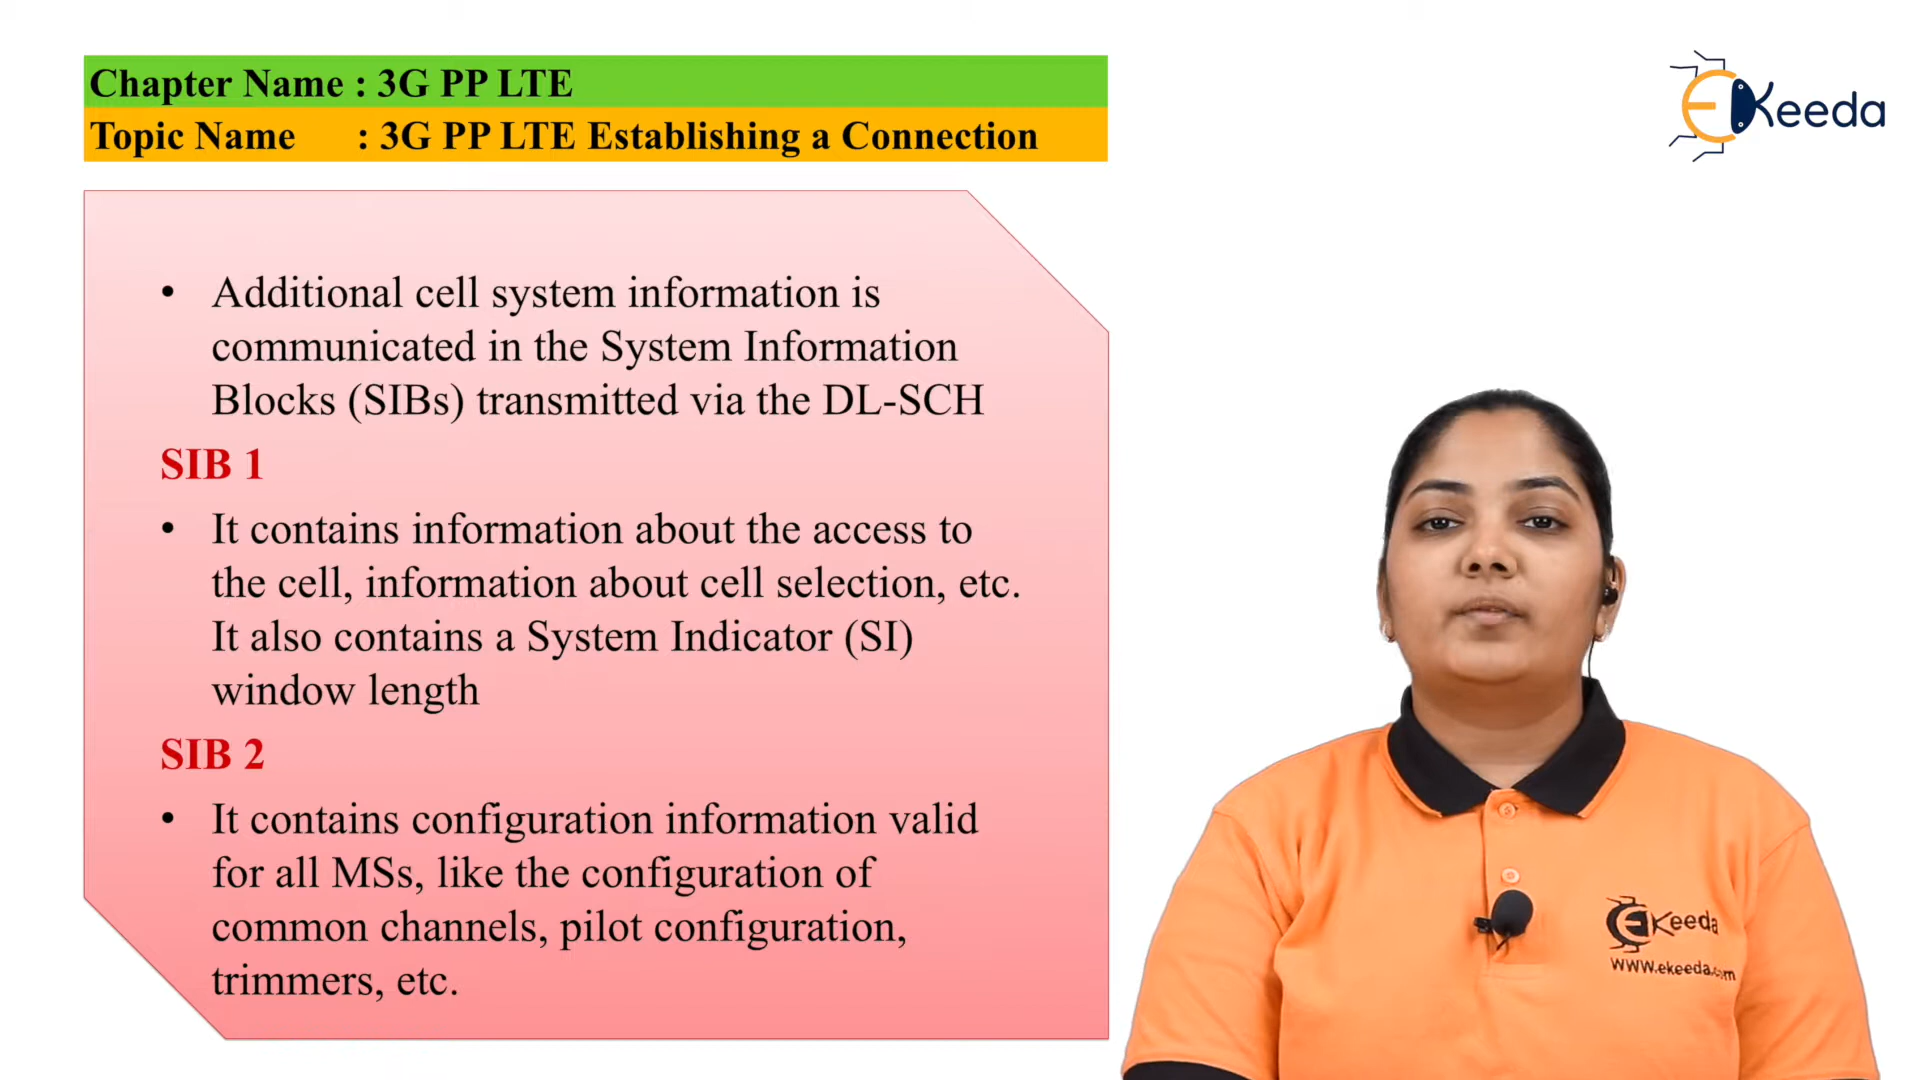 Chapter Name : 3G PP LTE
Topic Name : 3G PP LTE Establishing a Connection
EKeeda
• Additional cell system information is
communicated in the System Information
Blocks (SIBs) transmitted via the DL-SCH
SIB 1
• It contains information about the access to
the cell, information about cell selection, etc.
It also contains a System Indicator (SI)
window length
SIB 2
• It contains configuration information valid
for all MSs, like the configuration of
common channels, pilot configuration,
trimmers, etc.
EKeeda
www.ekeeda.com